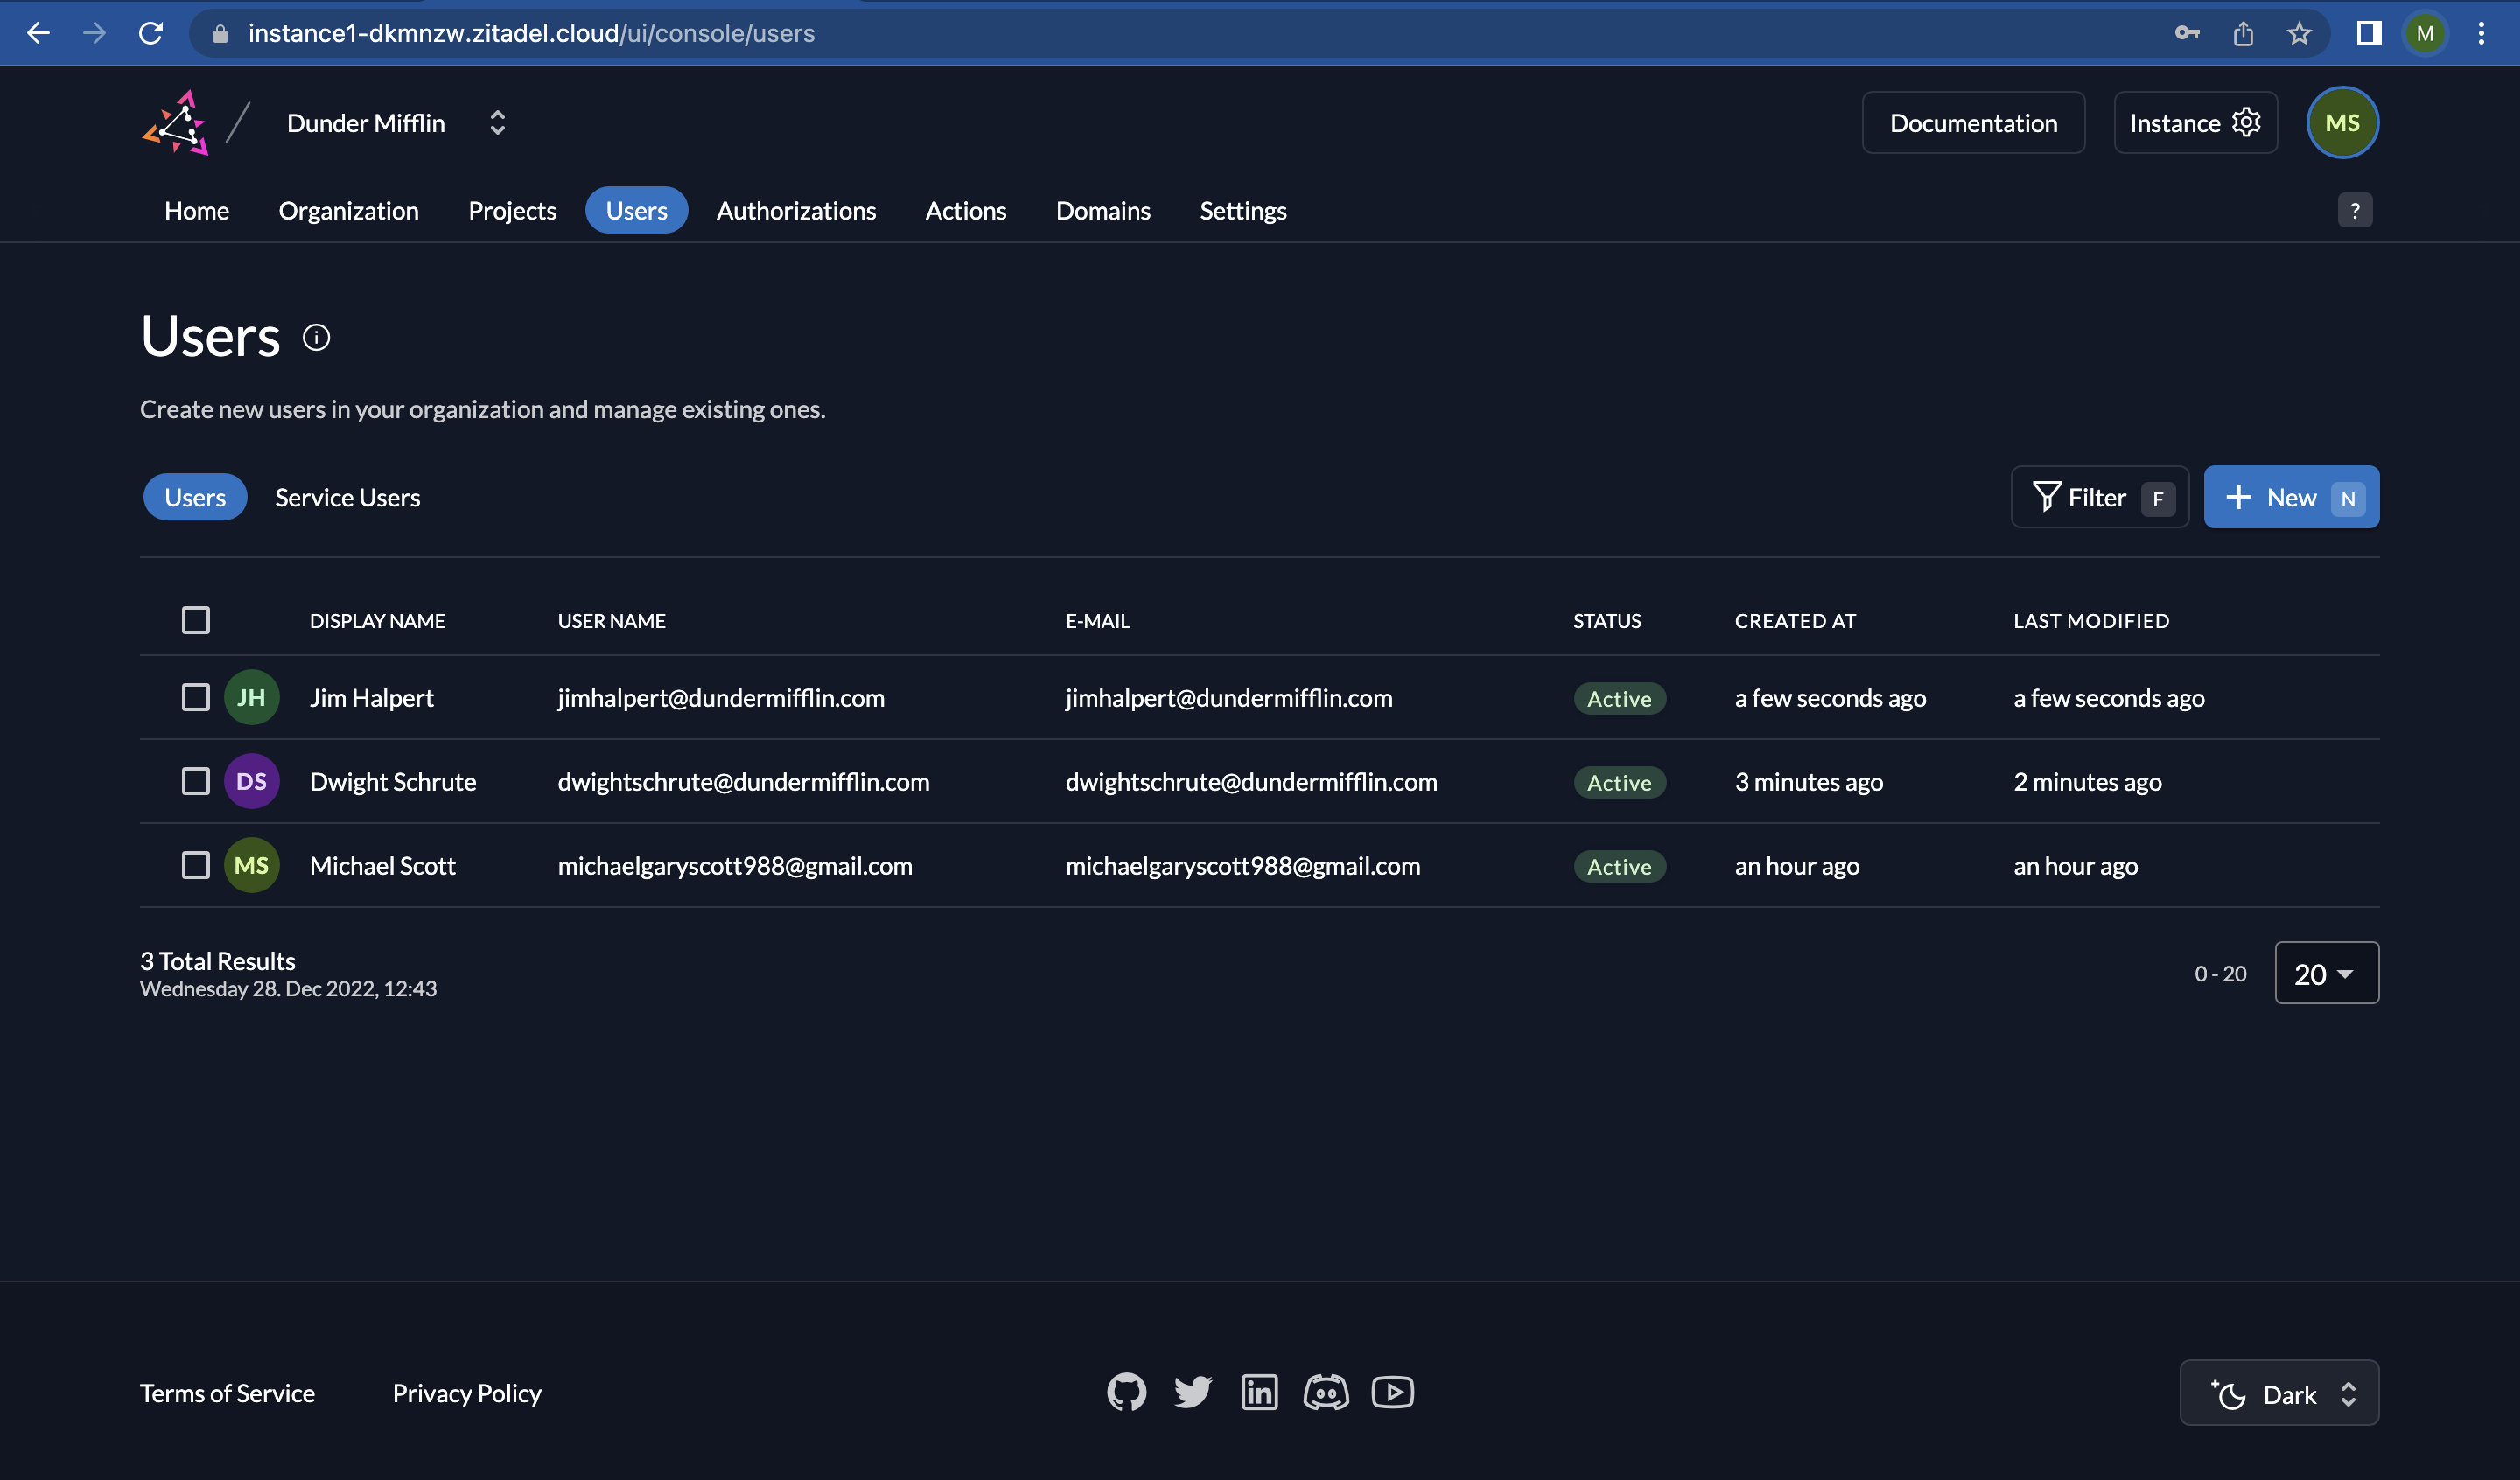 instance1-dkmnzw.zitadel.cloud/ui/console/users M
Dunder Mifflin Documentation Instance MS
Home Organization Projects Users Authorizations Actions Domains Settings ?
Users
Create new users in your organization and manage existing ones.
Users Service Users Filter F New N
DISPLAY NAME USER NAME E-MAIL STATUS CREATED AT LAST MODIFIED
JH Jim Halpert jimhalpert@dundermifflin.com jimhalpert@dundermifflin.com Active a few seconds ago a few seconds ago
DS Dwight Schrute dwightschrute@dundermifflin.com dwightschrute@dundermifflin.com Active 3 minutes ago 2 minutes ago
MS Michael Scott michaelgaryscott988@gmail.com michaelgaryscott988@gmail.com Active an hour ago an hour ago
3 Total Results
Wednesday 28. Dec 2022, 12:43
0 - 20 20
Terms of Service Privacy Policy in Dark